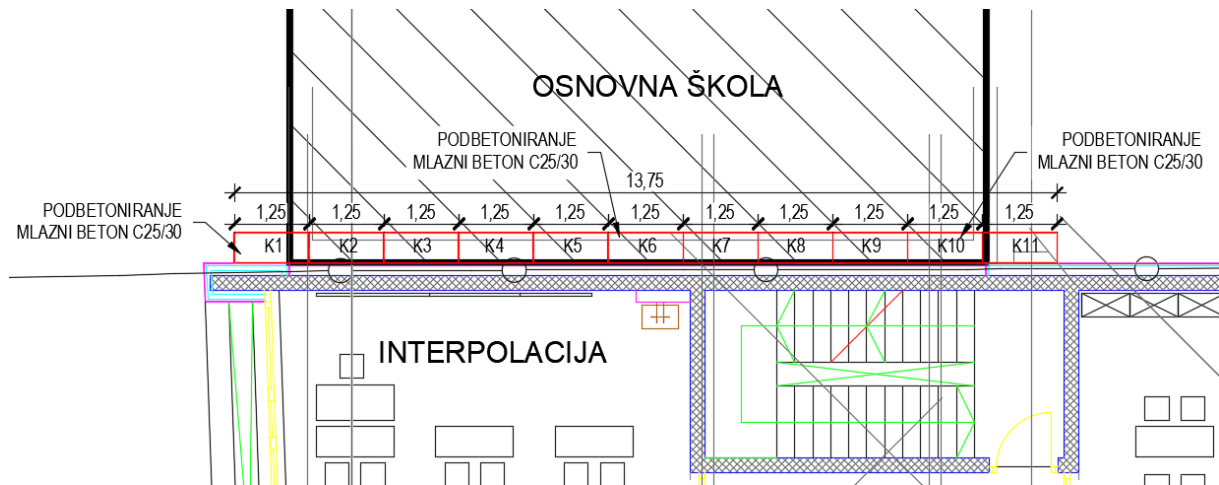 OSNOVNA ŠKOLA
PODBETONIRANJE
MLAZNI BETON C25/30
PODBETONIRANJE
MLAZNI BETON C25/30
13,75
PODBETONIRANJE
MLAZNI BETON C25/30
1,25 1,25 1,25 1,25 1,25 1,25 1,25 1,25 1,25 1,25 1,25
K1 K2 K3 K4 K5 K6 K7 K8 K9 K10 K11
INTERPOLACIJA